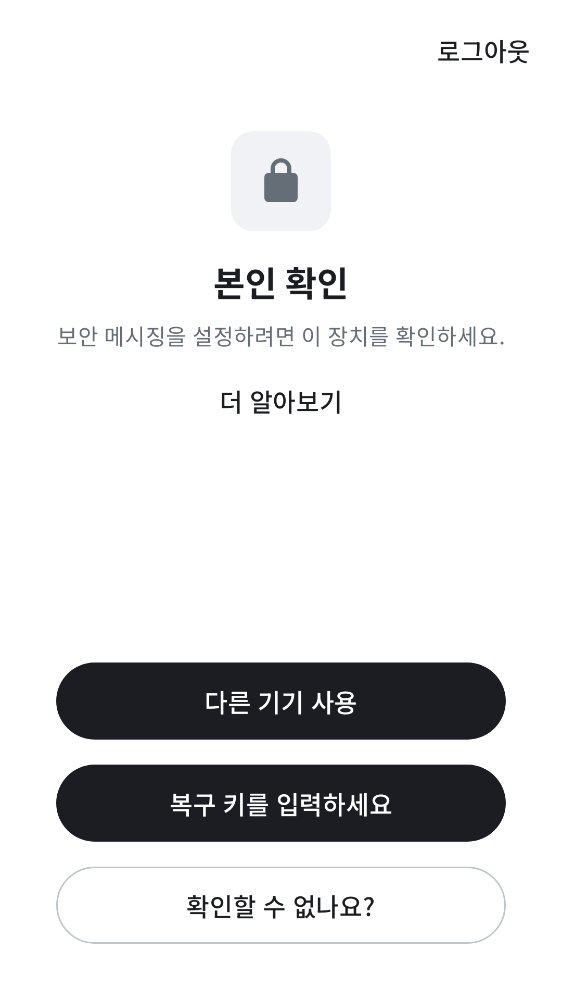 로그아웃
본인 확인
보안 메시징을 설정하려면 이 장치를 확인하세요.
더 알아보기
다른 기기 사용
복구 키를 입력하세요
확인할 수 없나요?